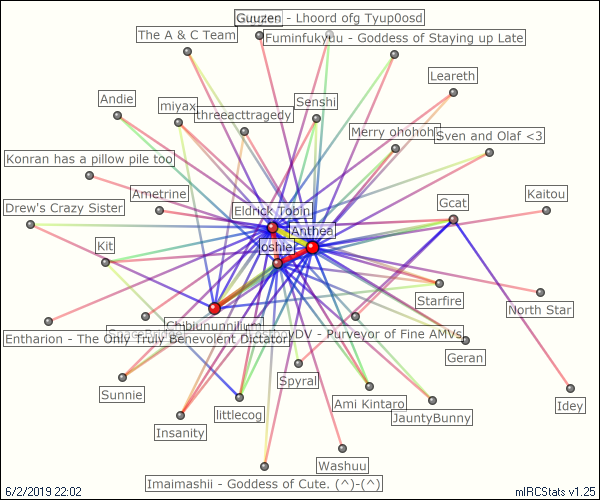 Guuzen - Lhoord ofg Tyup0osd
The A & C Team
Fuminfukyuu - Goddess of Staying up Late
Leareth
Andie
miyax
Senshi
threeacttragedy
Merry ohohoh
Sven and Olaf <3
Konran has a pillow pile too
Ametrine
Kaitou
Drew's Crazy Sister
Eldrick Tobin
Gcat
Anthea
Kit
Joshie
Starfire
North Star
Chibiununnilium
DV - Purveyor of Fine AMVs
Entharion - The Only Truly Benevolent Dictator
Geran
Spyral
Sunnie
Ami Kintaro
Idey
littlecog
JauntyBunny
Insanity
Washuu
Imaimashii - Goddess of Cute. (^)-(^)
6/2/2019 22:02
mIRCStats v1.25